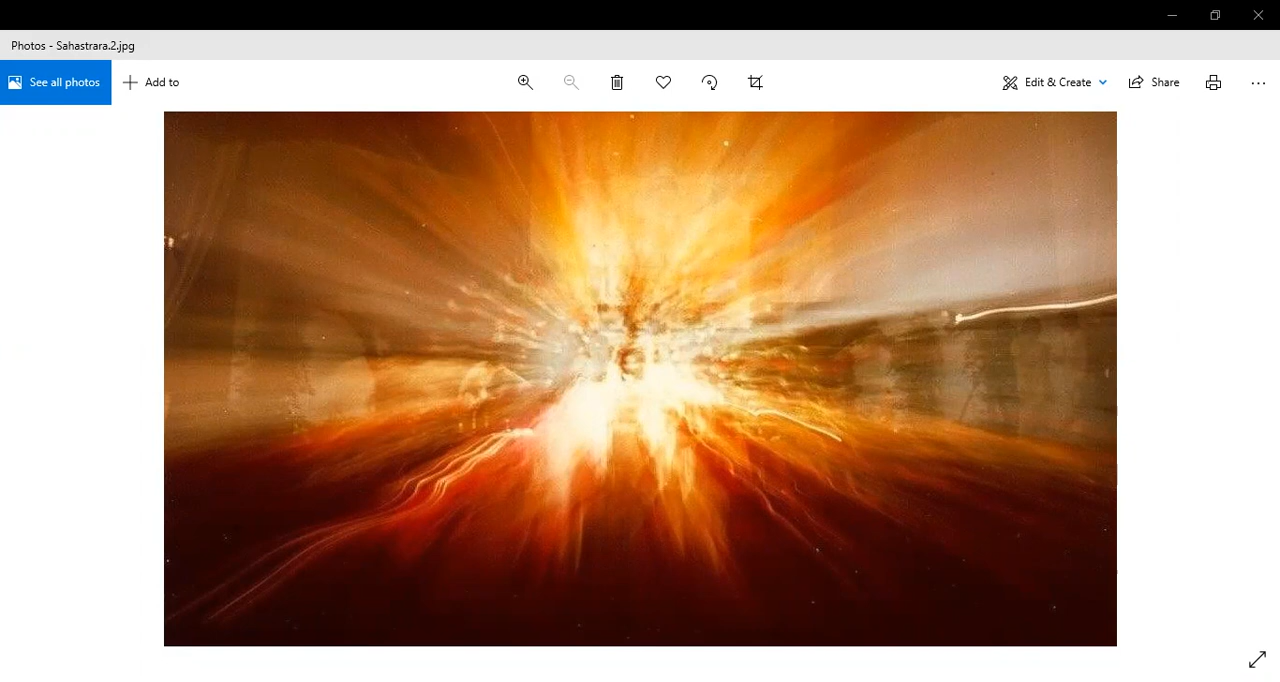 Photos - Sahastrara.2.jpg
See all photos
Add to
Edit & Create
Share